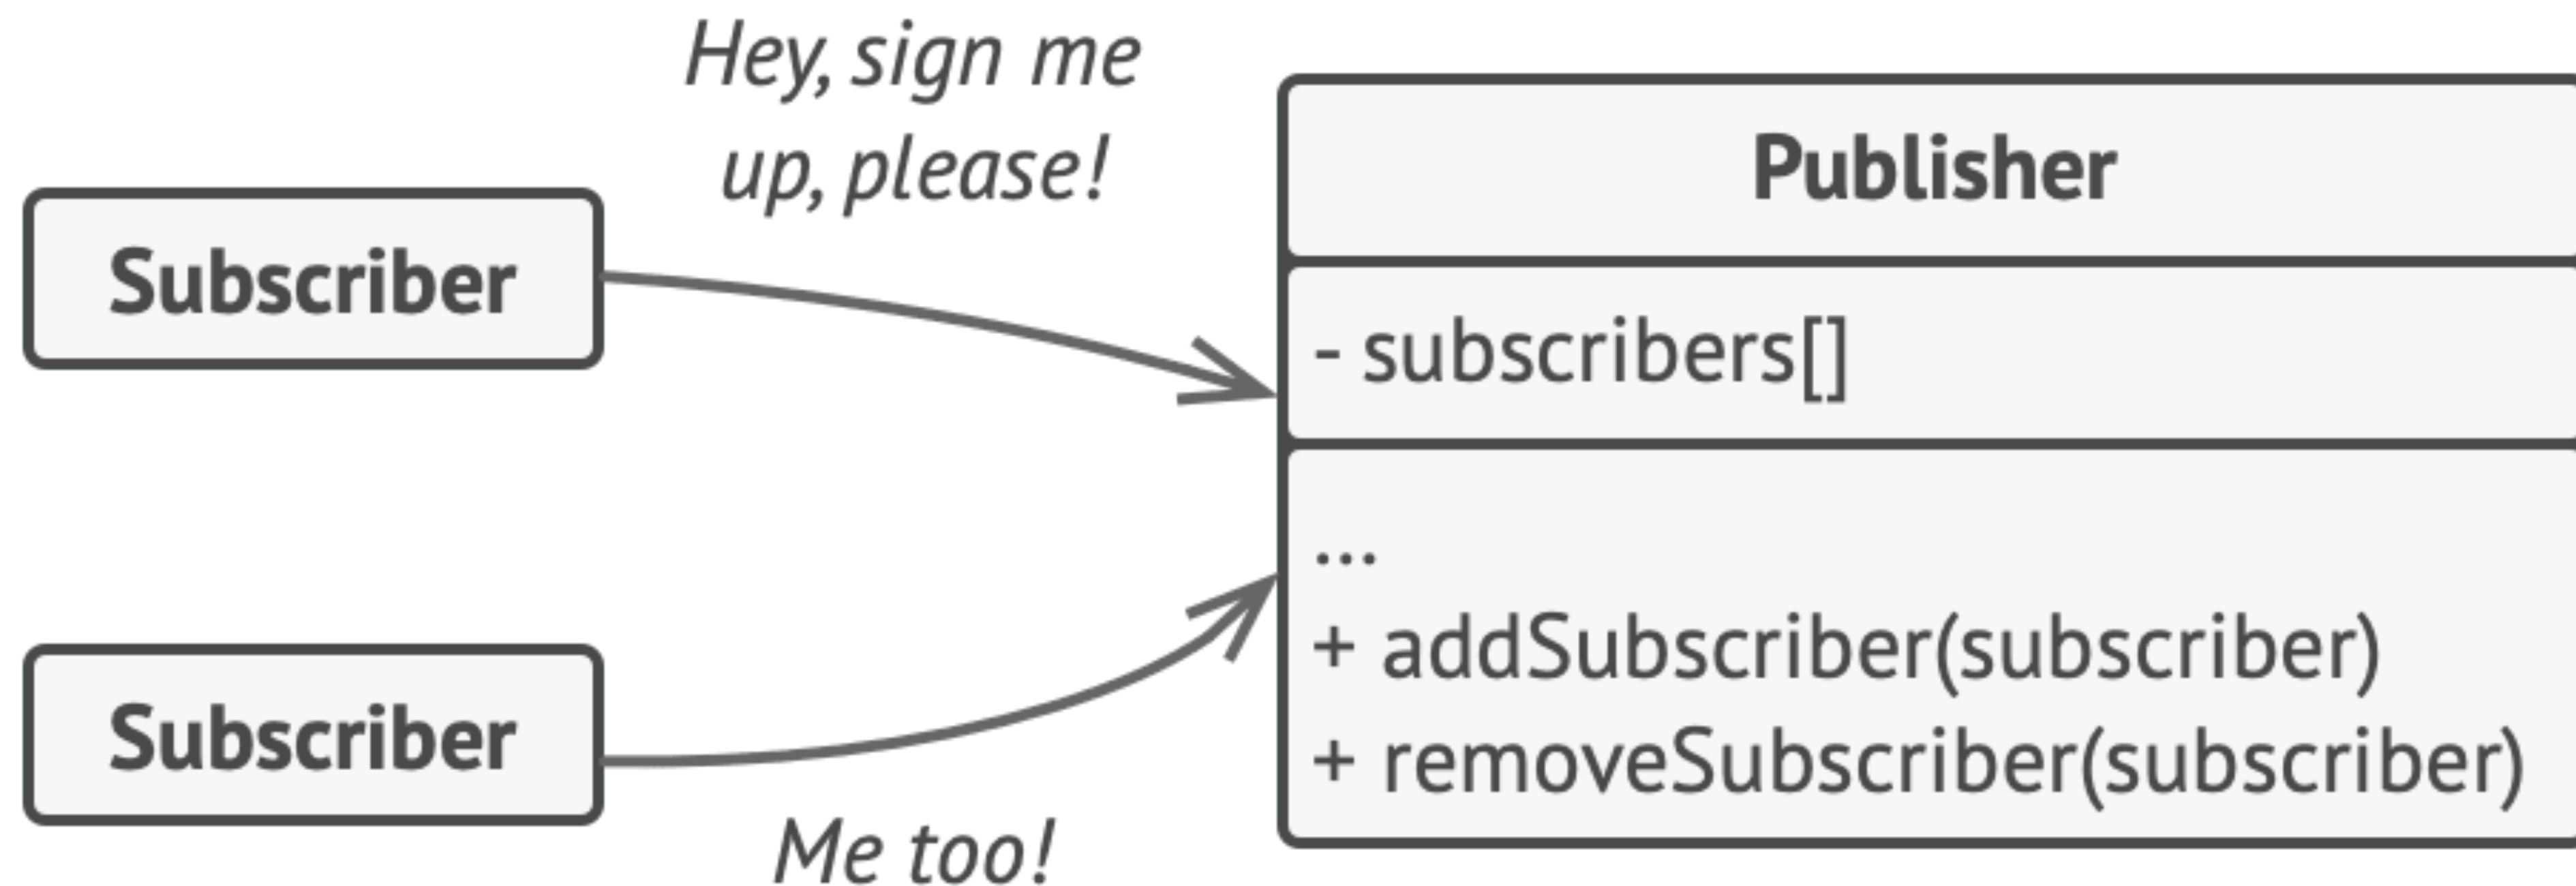 Hey, sign me
up, please!
Subscriber
Subscriber
Me too!
Publisher
- subscribers[]
...
+ addSubscriber(subscriber)
+ removeSubscriber(subscriber)